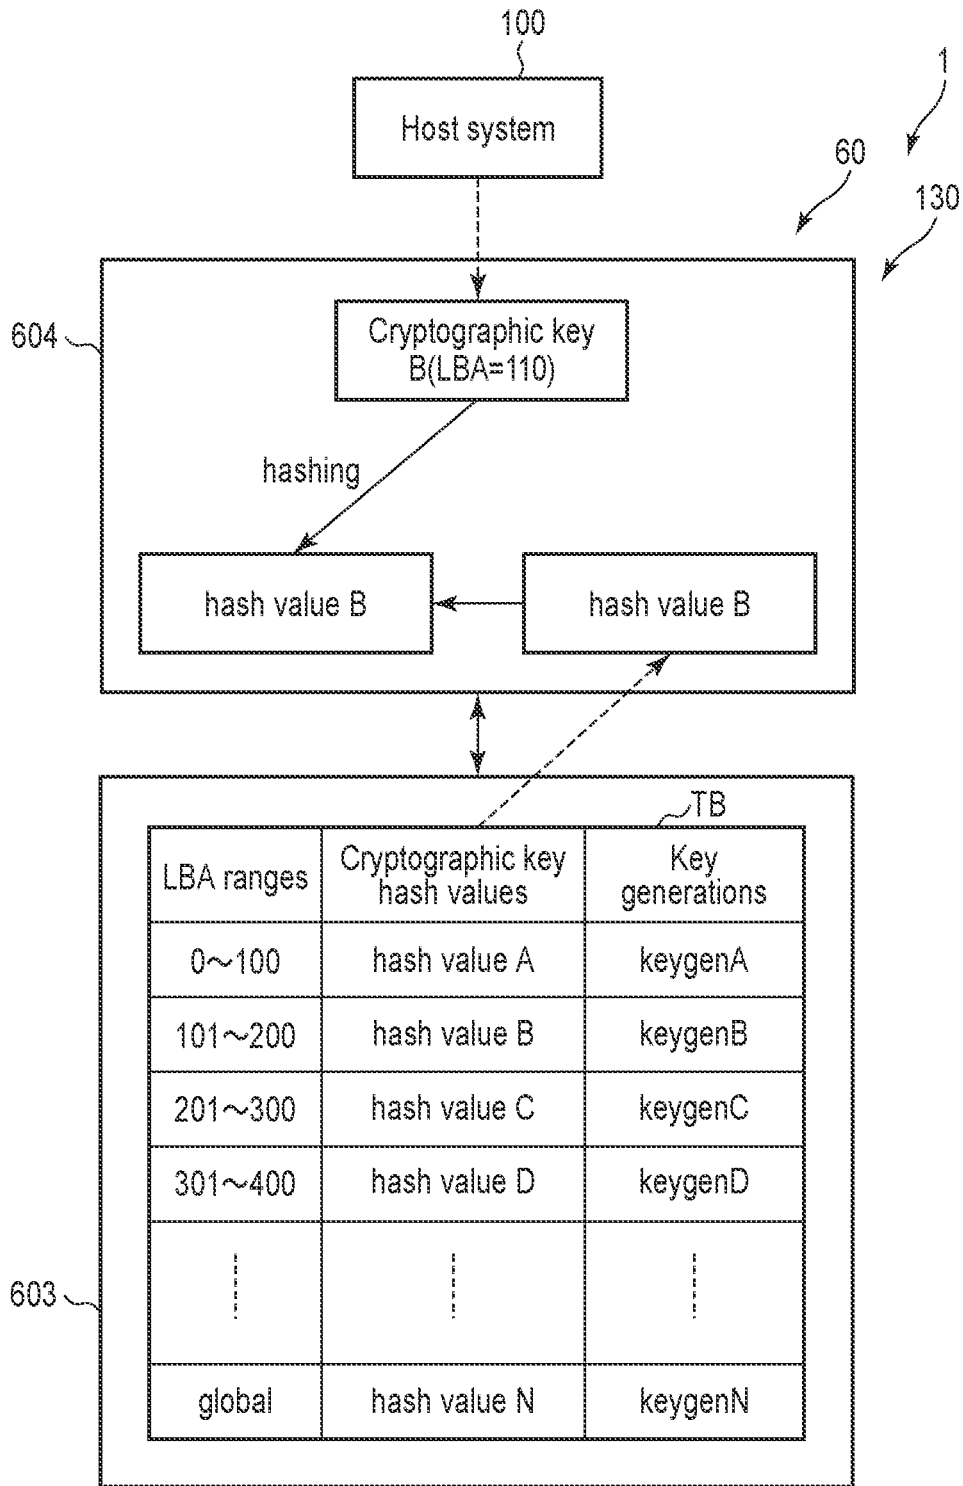 100
Host system
1
60
130
604
Cryptographic key
B(LBA=110)
hashing
hash value B
hash value B
TB
LBA ranges
Cryptographic key
hash values
Key
generations
0～100
hash value A
keygenA
101～200
hash value B
keygenB
201～300
hash value C
keygenC
301～400
hash value D
keygenD
603
global
hash value N
keygenN